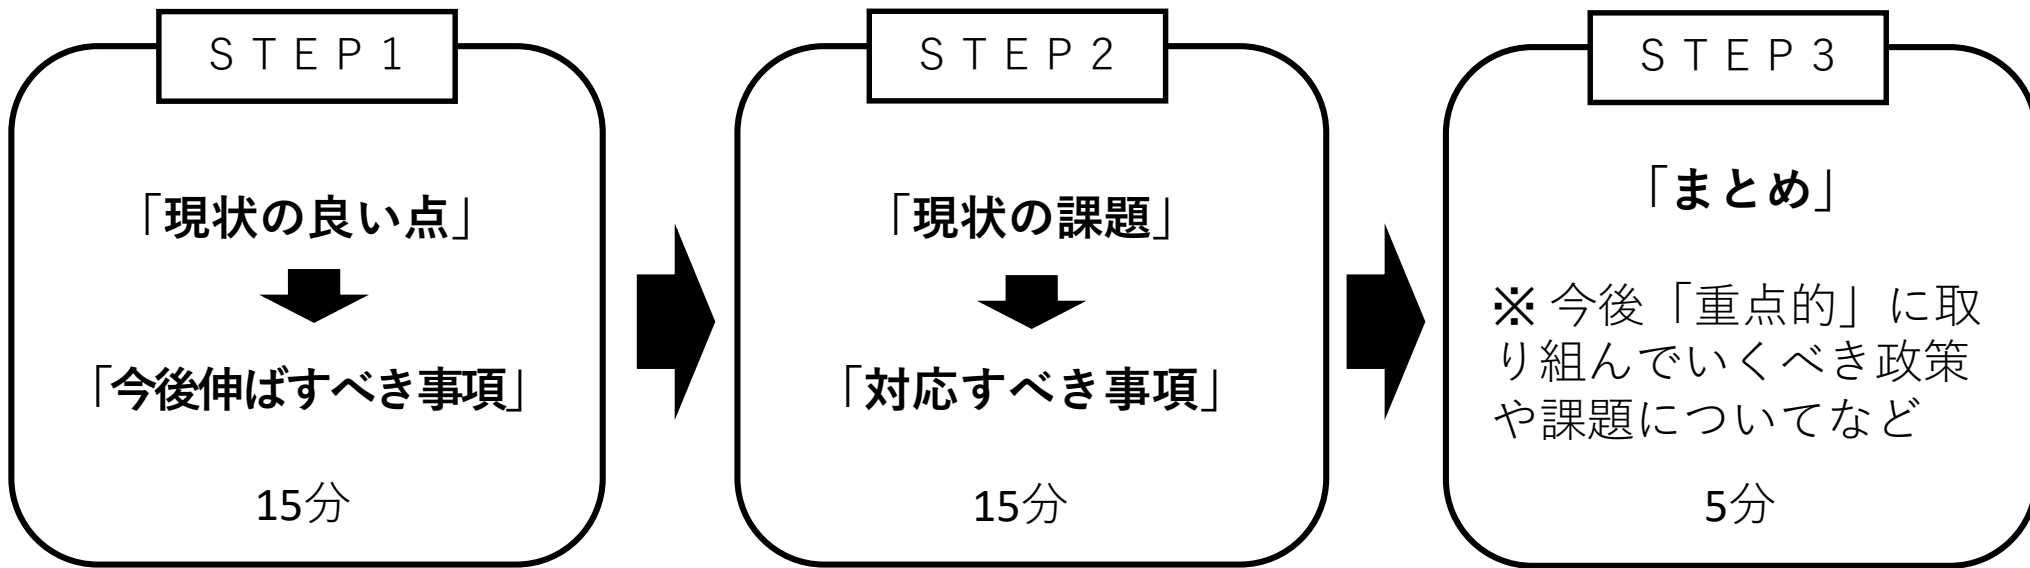 ＳＴＥＰ１
「現状の良い点」
「今後伸ばすべき事項」
15分
ＳＴＥＰ２
「現状の課題」
「対応すべき事項」
15分
ＳＴＥＰ３
「まとめ」
※ 今後「重点的」に取
り組んでいくべき政策
や課題についてなど
5分